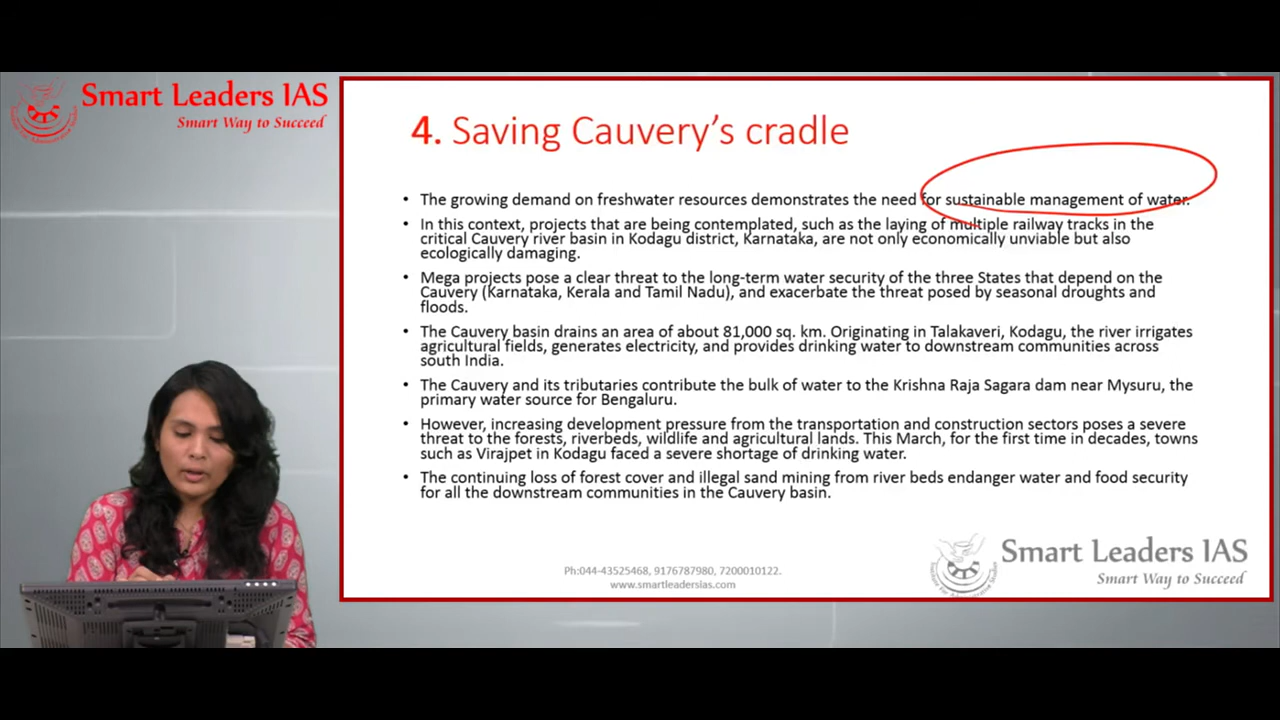 Smart Leaders IAS
Smart Way to Succeed
4. Saving Cauvery's cradle
• The growing demand on freshwater resources demonstrates the need for sustainable management of water.
• In this context, projects that are being contemplated, such as the laying of multiple railway tracks in the
critical Cauvery river basin in Kodagu district, Karnataka, are not only economically unviable but also
ecologically damaging.
• Mega projects pose a clear threat to the long-term water security of the three States that depend on the
Cauvery (Karnataka, Kerala and Tamil Nadu), and exacerbate the threat posed by seasonal droughts and
floods.
• The Cauvery basin drains an area of about 81,000 sq. km. Originating in Talakaveri, Kodagu, the river irrigates
agricultural fields, generates electricity, and provides drinking water to downstream communities across
south India.
• The Cauvery and its tributaries contribute the bulk of water to the Krishna Raja Sagara dam near Mysuru, the
primary water source for Bengaluru.
• However, increasing development pressure from the transportation and construction sectors poses a severe
threat to the forests, riverbeds, wildlife and agricultural lands. This March, for the first time in decades, towns
such as Virajpet in Kodagu faced a severe shortage of drinking water.
• The continuing loss of forest cover and illegal sand mining from river beds endanger water and food security
for all the downstream communities in the Cauvery basin.
Ph:044-43525468, 9176787980, 7200010122.
www.smartleadersias.com
Smart Leaders IAS
Smart Way to Succeed